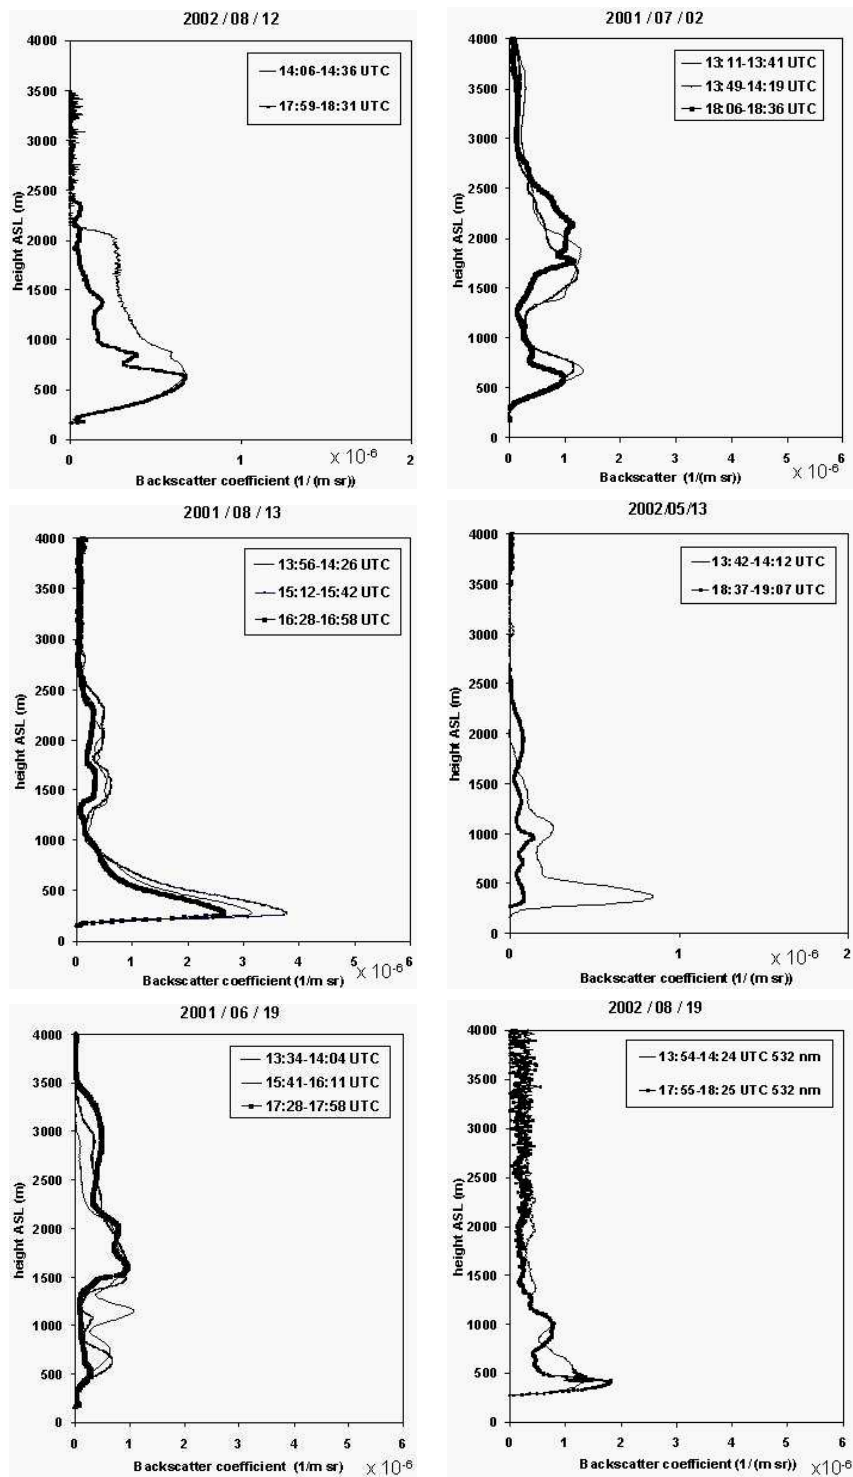 2002 / 08 / 12
4000
3500
3000
2500
2000
1500
1000
500
0
height ASL (m)
14:06-14:36 UTC
17:59-18:31 UTC
0
1
2
x 10-6
Backscatter coefficient (1/ (m sr))
2001 / 07 / 02
4000
3500
3000
2500
2000
1500
1000
500
0
height ASL (m)
13:11-13:41 UTC
13:49-14:19 UTC
18:06-18:36 UTC
0
1
2
3
4
5
6
x 10-6
Backscatter (1/(m sr))
2001 / 08 / 13
4000
3500
3000
2500
2000
1500
1000
500
0
height ASL (m)
13:56-14:26 UTC
15:12-15:42 UTC
16:28-16:58 UTC
0
1
2
3
4
5
6
x 10-6
Backscatter coefficient (1/m sr)
2002/05/13
4000
3500
3000
2500
2000
1500
1000
500
0
height ASL (m)
13:42-14:12 UTC
18:37-19:07 UTC
0
1
2
x 10-6
Backscatter coefficient (1/ (m sr))
2001 / 06 / 19
4000
3500
3000
2500
2000
1500
1000
500
0
height ASL (m)
13:34-14:04 UTC
15:41-16:11 UTC
17:28-17:58 UTC
0
1
2
3
4
5
6
x 10-6
Backscatter coefficient (1/m sr)
2002 / 08 / 19
4000
3500
3000
2500
2000
1500
1000
500
0
height ASL (m)
13:54-14:24 UTC 532 nm
17:55-18:25 UTC 532 nm
0
1
2
3
4
5
6
x 10-6
Backscatter coefficient (1/(m sr))